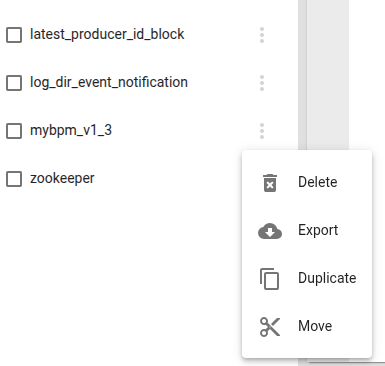 latest_producer_id_block
log_dir_event_notification
mybpm_v1_3
zookeeper
Delete
Export
Duplicate
Move